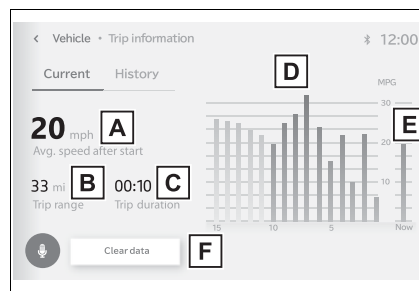 < Vehicle • Trip information 12:00
Current History
D
MPG
30
20 mph A
E
Avg. speed after start
20
33 mi B 00:10 C
Trip range Trip duration
10
15 10 5 Now
Clear data F